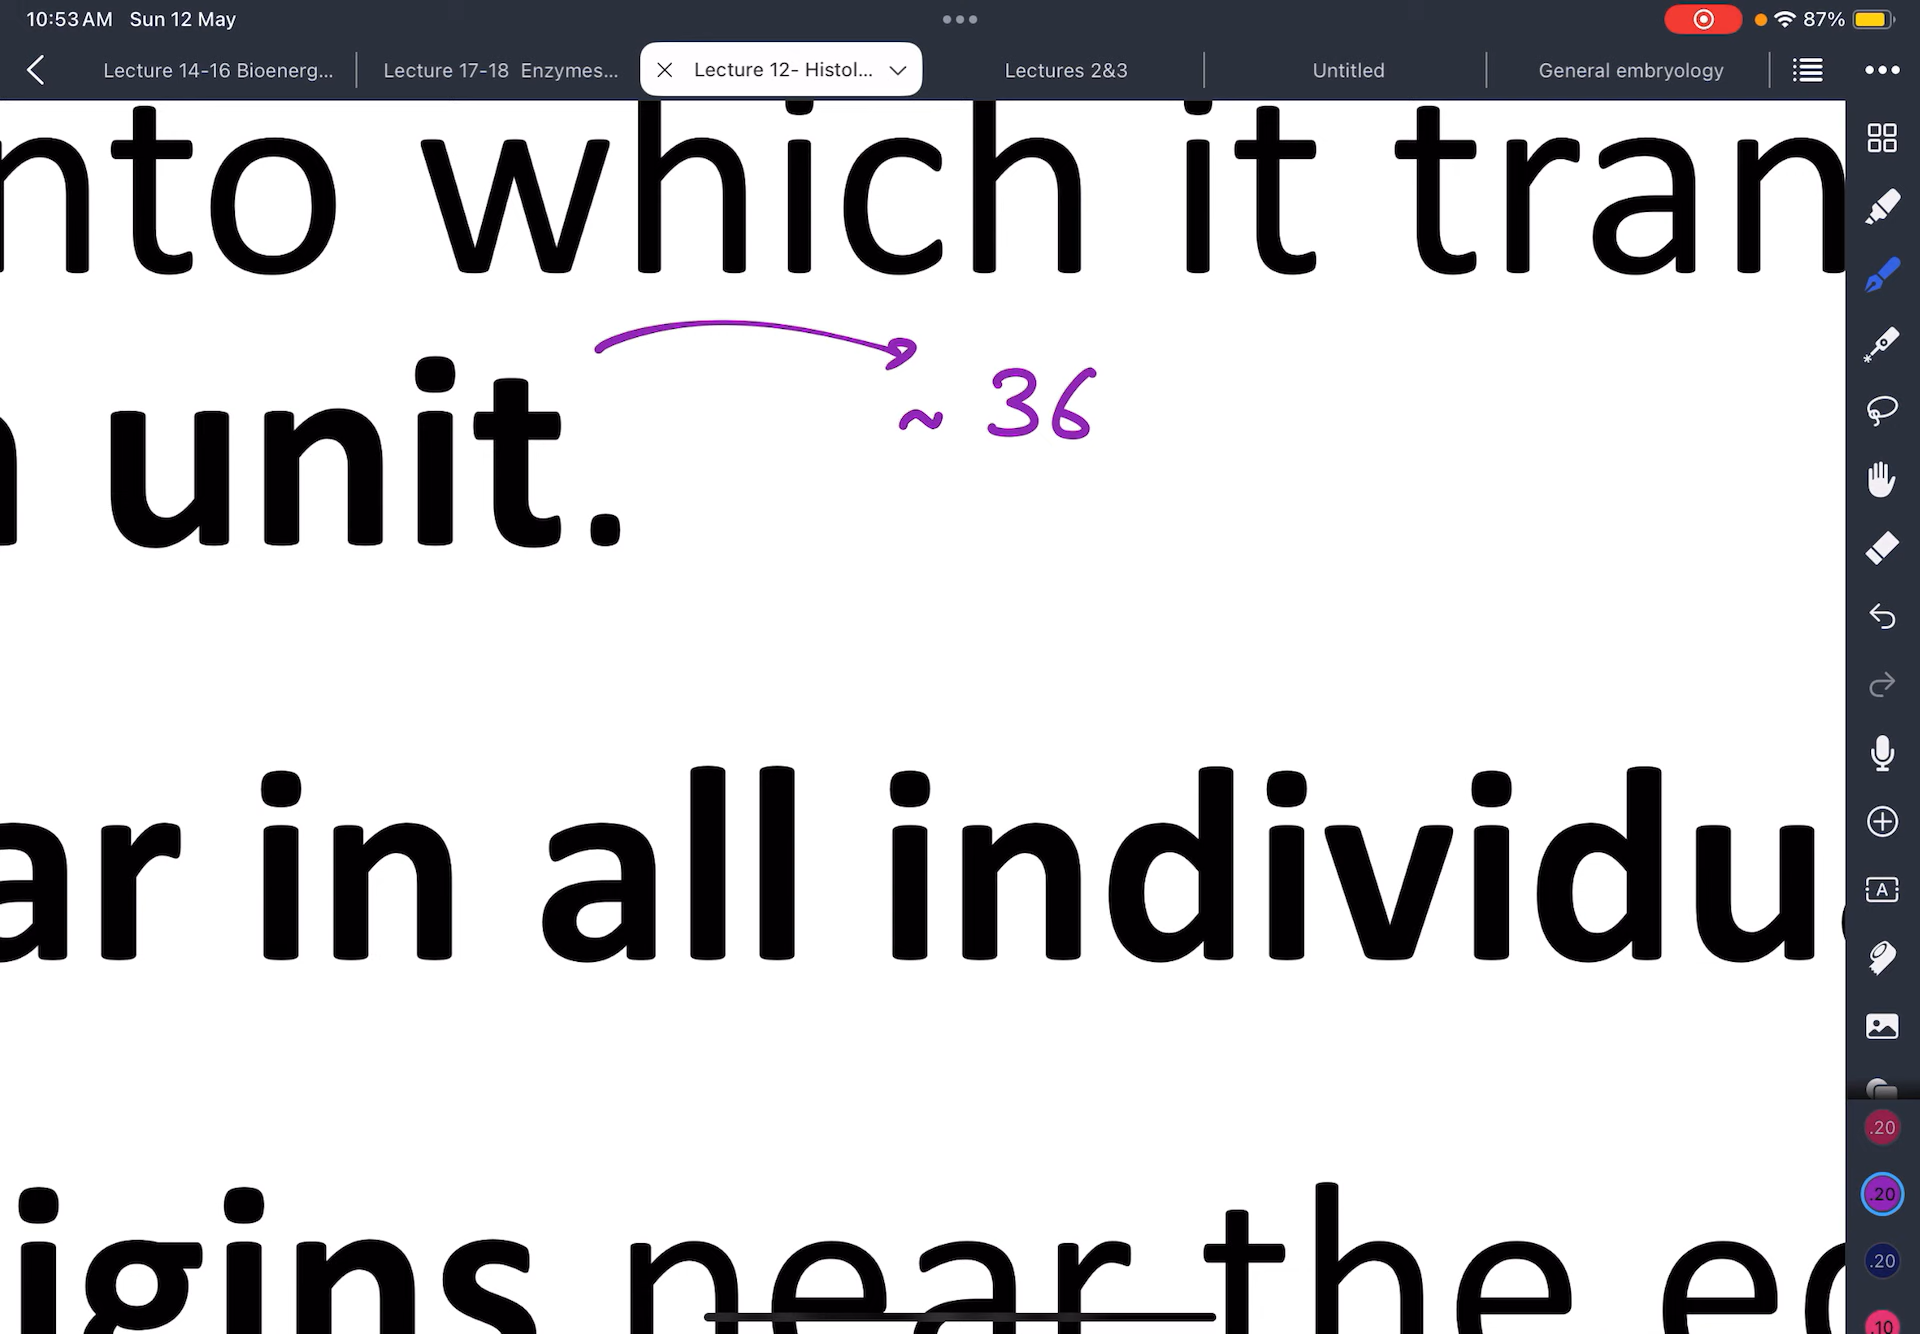 10:53 AM Sun 12 May
87%
Lecture 14-16 Bioenerg...
Lecture 17-18 Enzymes...
Lecture 12- Histol...
Lectures 2&3
Untitled
General embryology
nto which it tran
unit.
~ 36
ar in all individu
igins near the
A
.20
.20
.20
.10